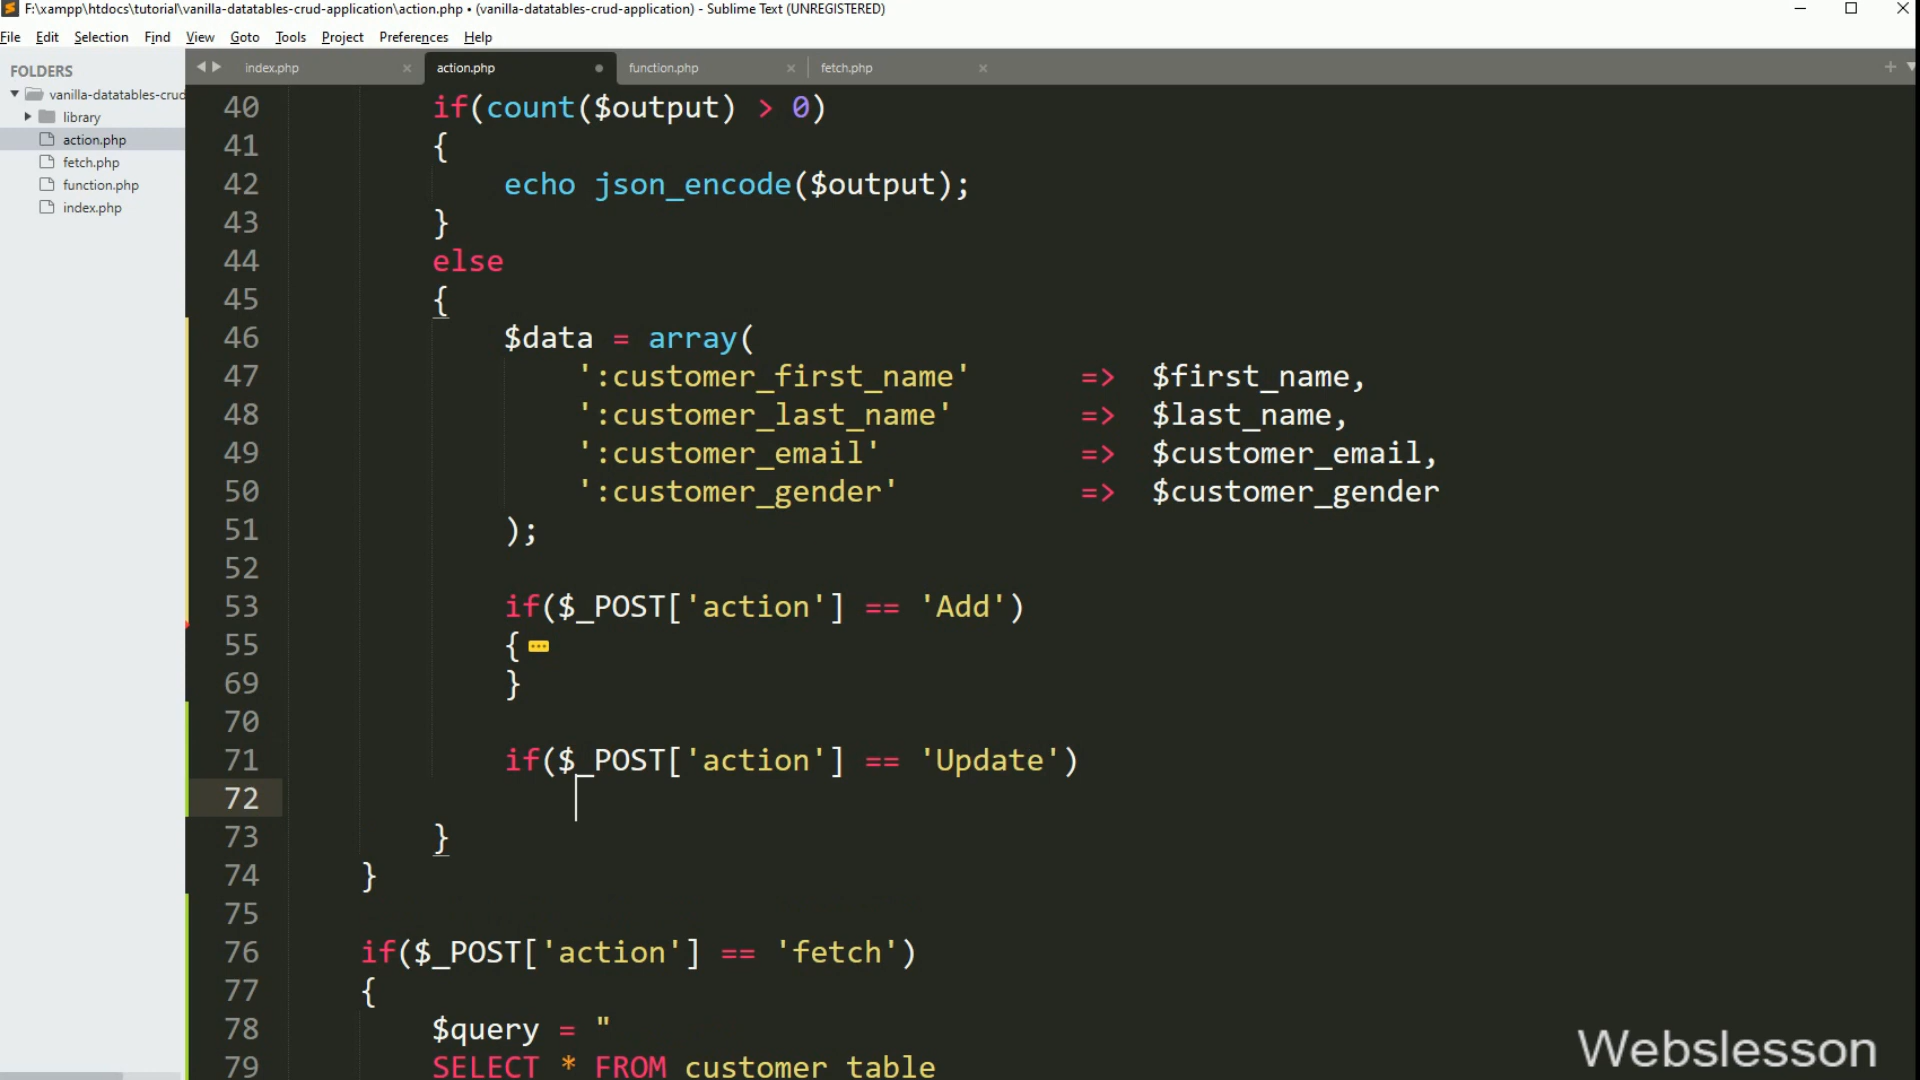 F:\xampp\htdocs\tutorial\vanilla-datatables-crud-application\action.php • (vanilla-datatables-crud-application) - Sublime Text (UNREGISTERED)
File Edit Selection Find View Goto Tools Project Preferences Help
FOLDERS
vanilla-datatables-crud
library
action.php
fetch.php
function.php
index.php
index.php × action.php • function.php × fetch.php ×
40 if(count($output) > 0)
41 {
42 echo json_encode($output);
43 }
44 else
45 {
46 $data = array(
47 ':customer_first_name' => $first_name,
48 ':customer_last_name' => $last_name,
49 ':customer_email' => $customer_email,
50 ':customer_gender' => $customer_gender
51 );
52
53 if($_POST['action'] == 'Add')
55 {
69 }
70
71 if($_POST['action'] == 'Update')
72
73 }
74 }
75
76 if($_POST['action'] == 'fetch')
77 {
78 $query = "
79 SELECT * FROM customer_table
Webslesson